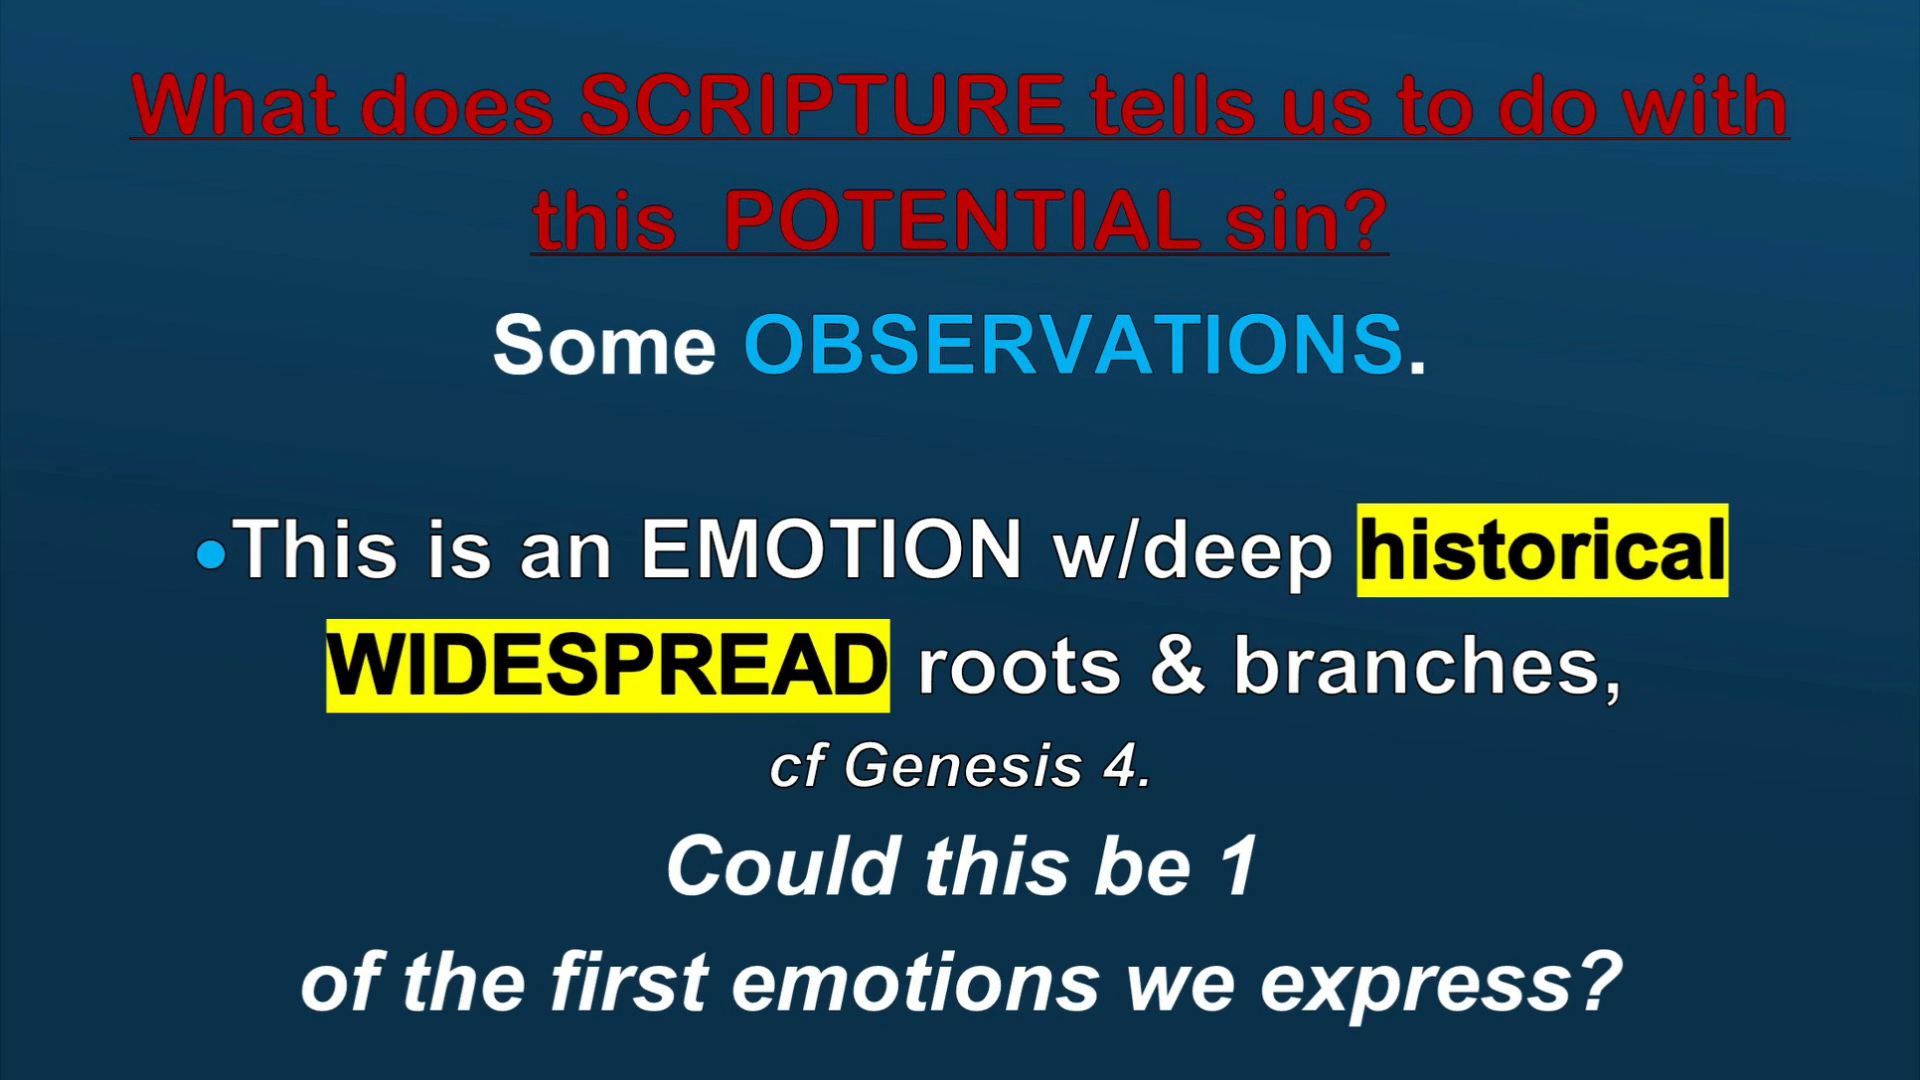 What does SCRIPTURE tells us to do with
this POTENTIAL sin?
Some OBSERVATIONS.
•This is an EMOTION w/deep historical
WIDESPREAD roots & branches,
cf Genesis 4.
Could this be 1
of the first emotions we express?